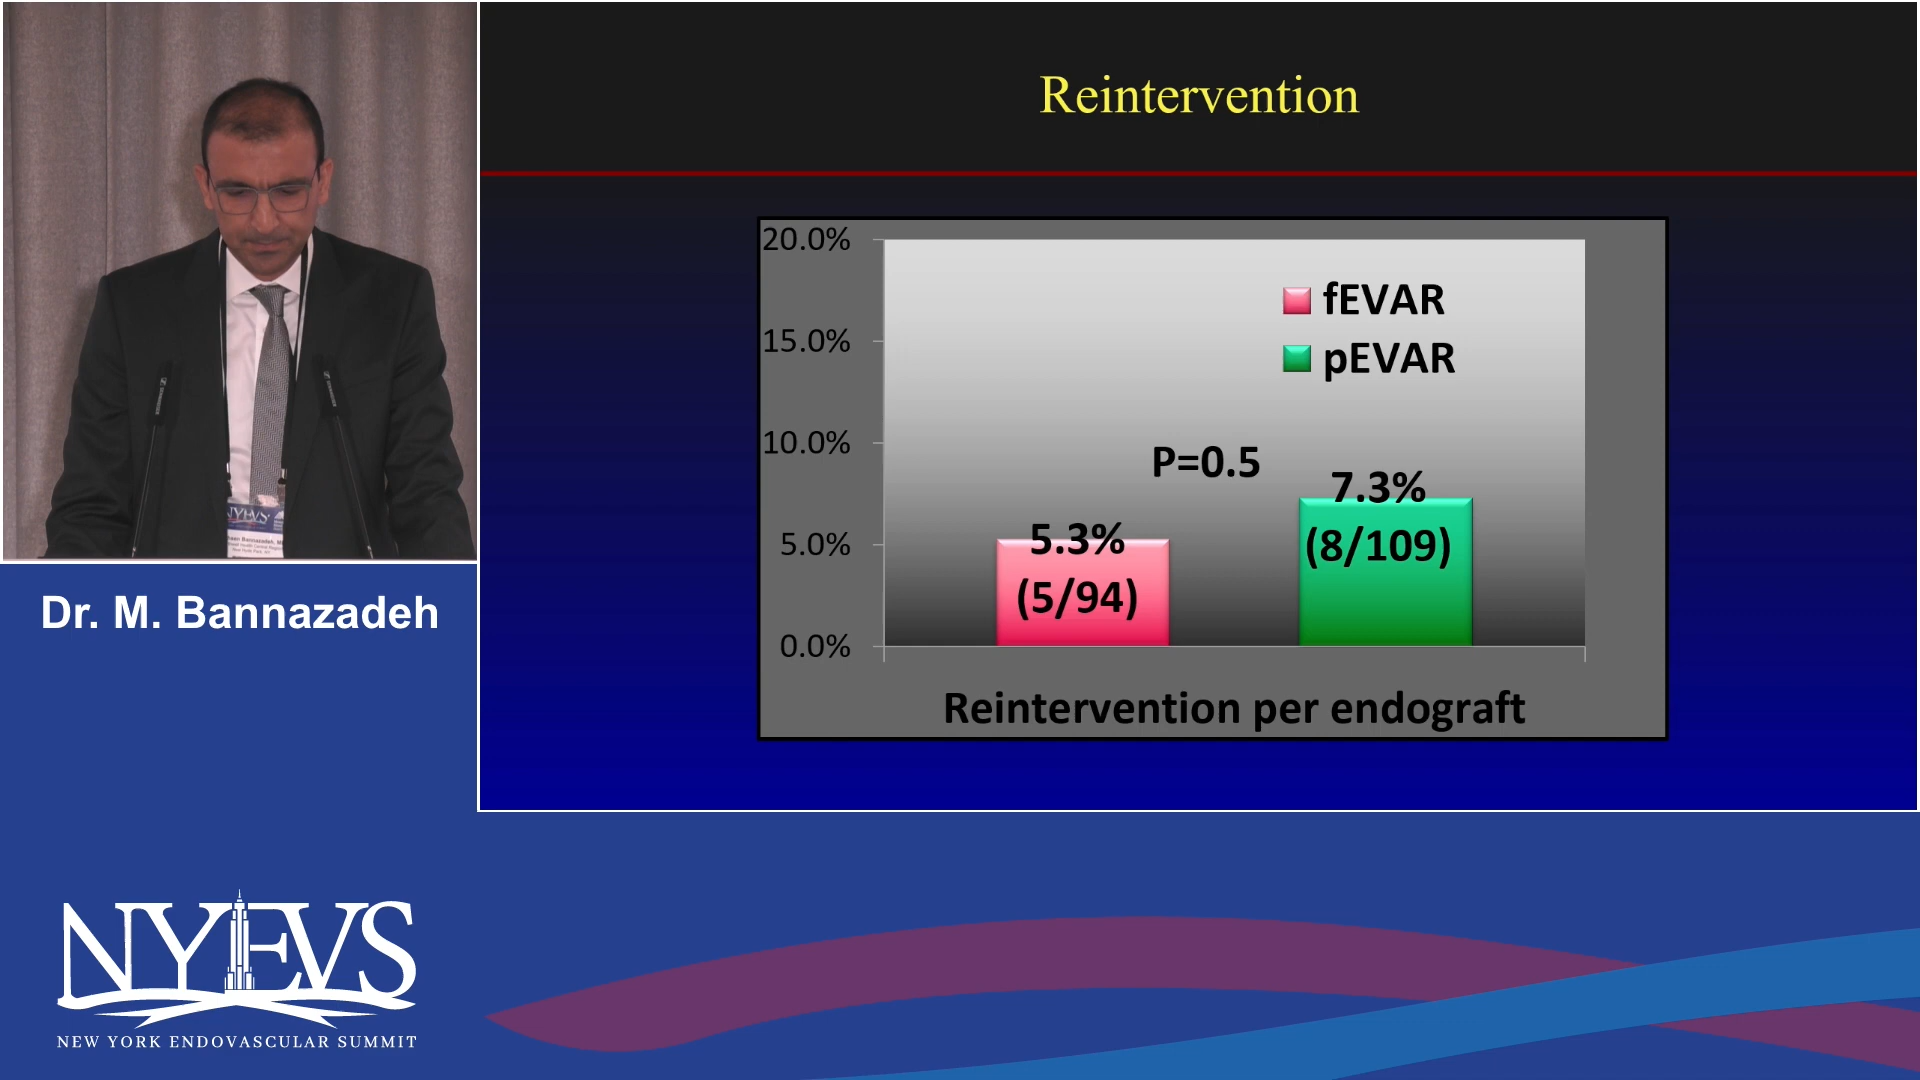 Reintervention
20.0%
15.0%
10.0%
5.0%
0.0%
fEVAR
pEVAR
P=0.5
5.3%
(5/94)
7.3%
(8/109)
Reintervention per endograft
NYEVS
Dr. M. Bannazadeh
NYEVS
NEW YORK ENDOVASCULAR SUMMIT